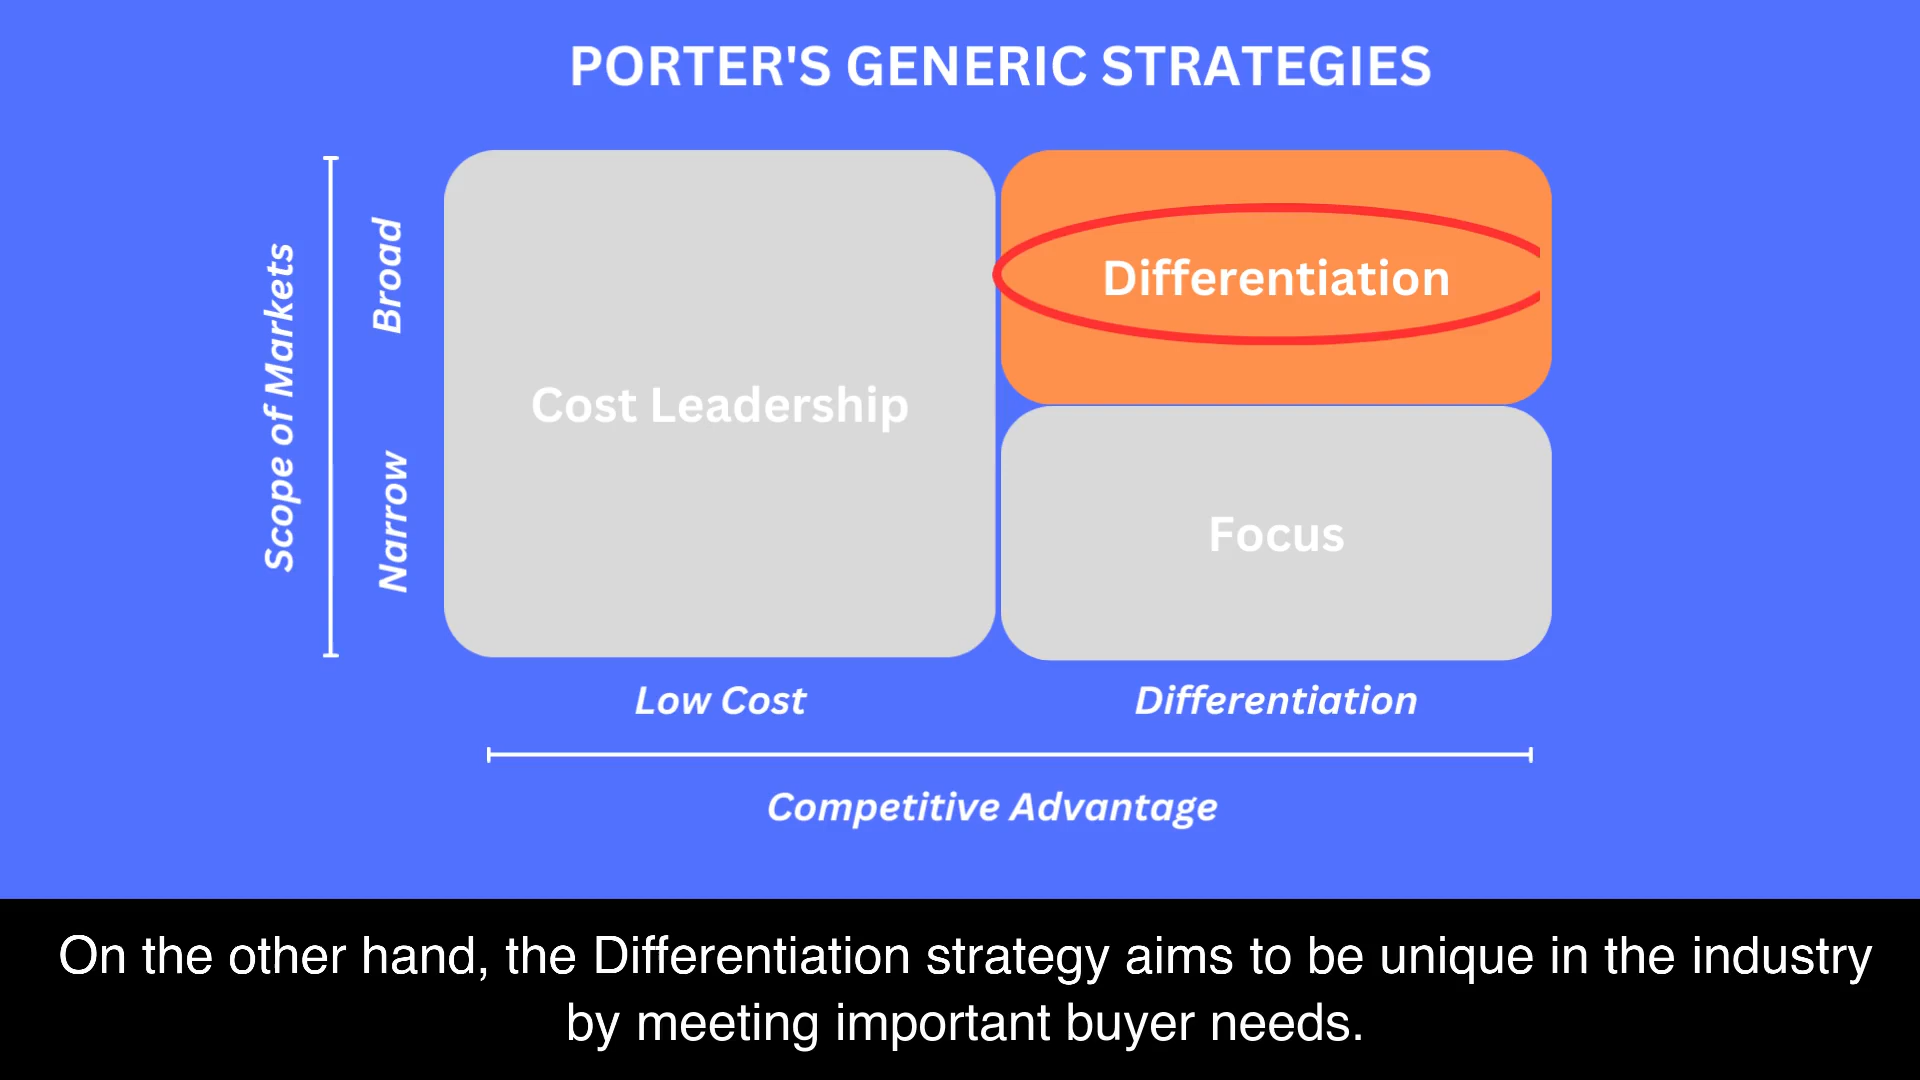 PORTER'S GENERIC STRATEGIES
Scope of Markets
Broad
Narrow
Cost Leadership
Differentiation
Focus
Low Cost
Differentiation
Competitive Advantage
On the other hand, the Differentiation strategy aims to be unique in the industry
by meeting important buyer needs.